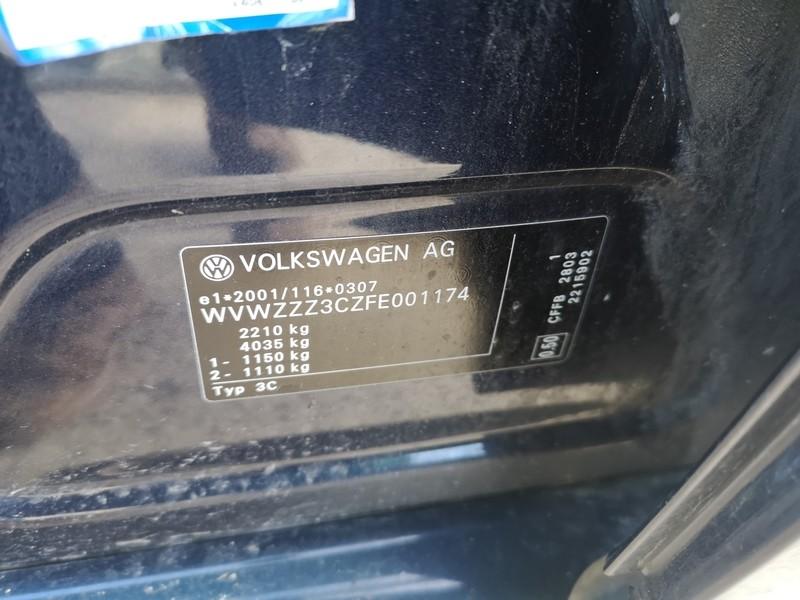 VOLKSWAGEN AG
e1*2001/116*0307
WVWZZZ3CZFE001174
2210 kg
4035 kg
1- 1150 kg
2- 1110 kg
Typ 3C
1
CFFB 2803
0.50 2215902